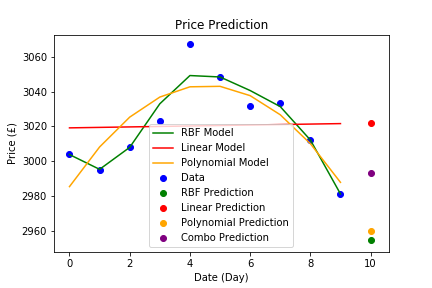 Price Prediction
3060
3040
3020
3000
2980
2960
Price (£)
RBF Model
Linear Model
Polynomial Model
Data
RBF Prediction
Linear Prediction
Polynomial Prediction
Combo Prediction
0 2 4 6 8 10
Date (Day)